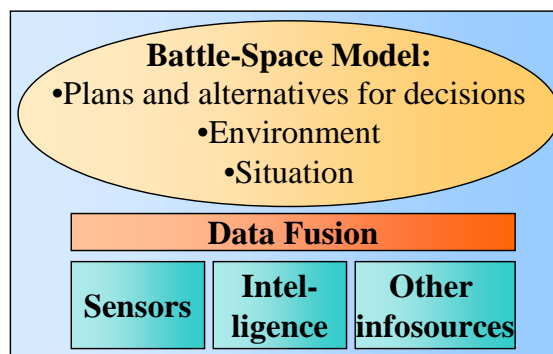 Battle-Space Model:
•Plans and alternatives for decisions
•Environment
•Situation
Data Fusion
Sensors
Intel-
ligence
Other
infosources